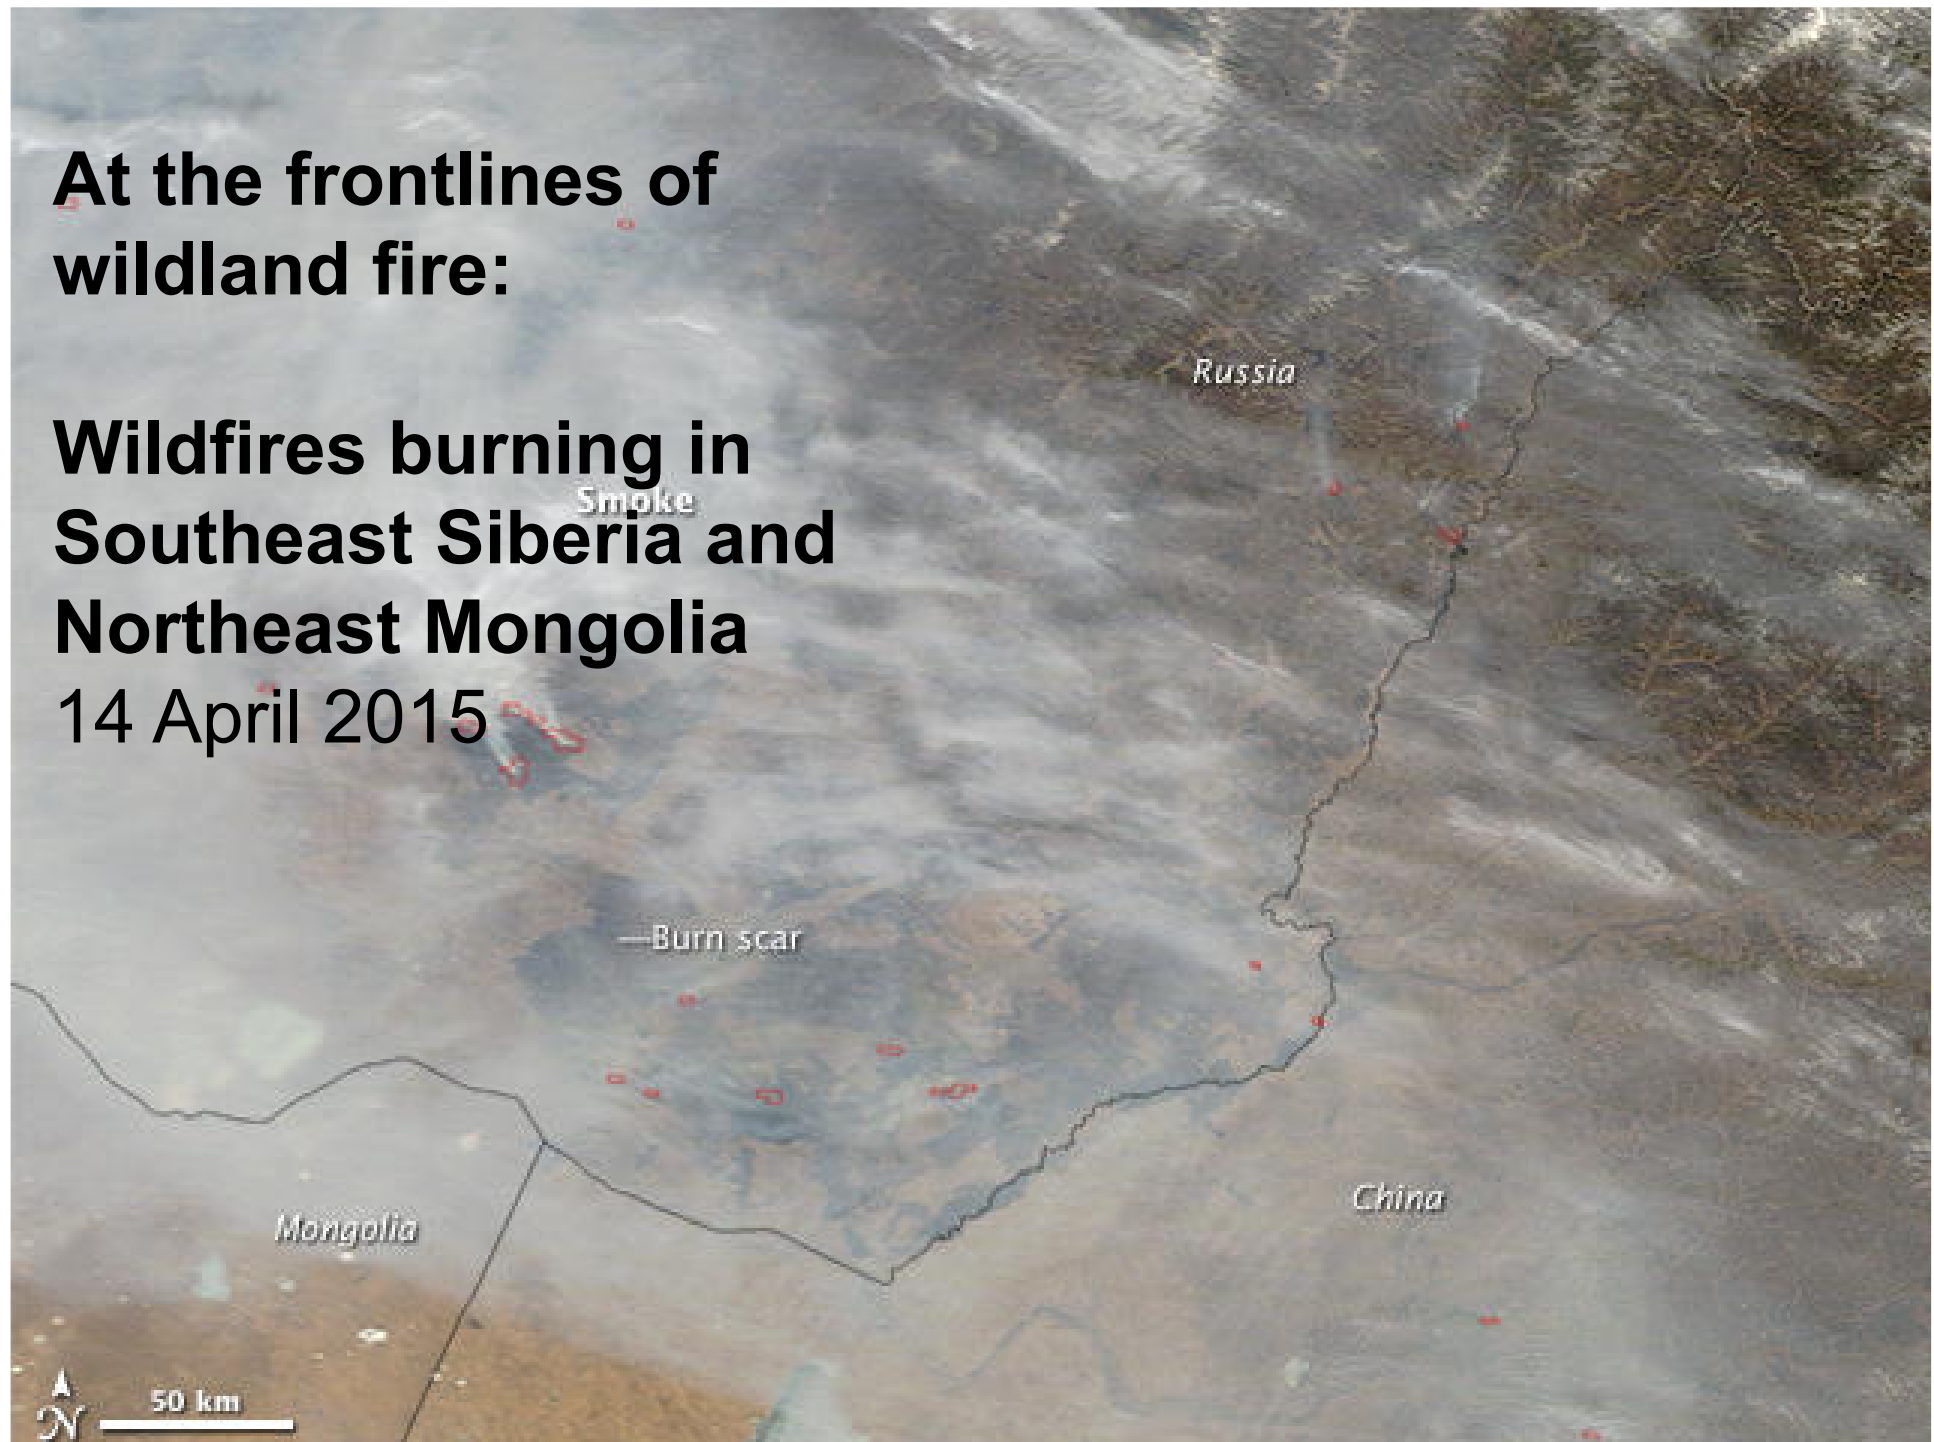 At the frontlines of
wildland fire:
Wildfires burning in
Smoke
Southeast Siberia and
Northeast Mongolia
14 April 2015
Russia
Burn scar
China
Mongolia
50 km
N